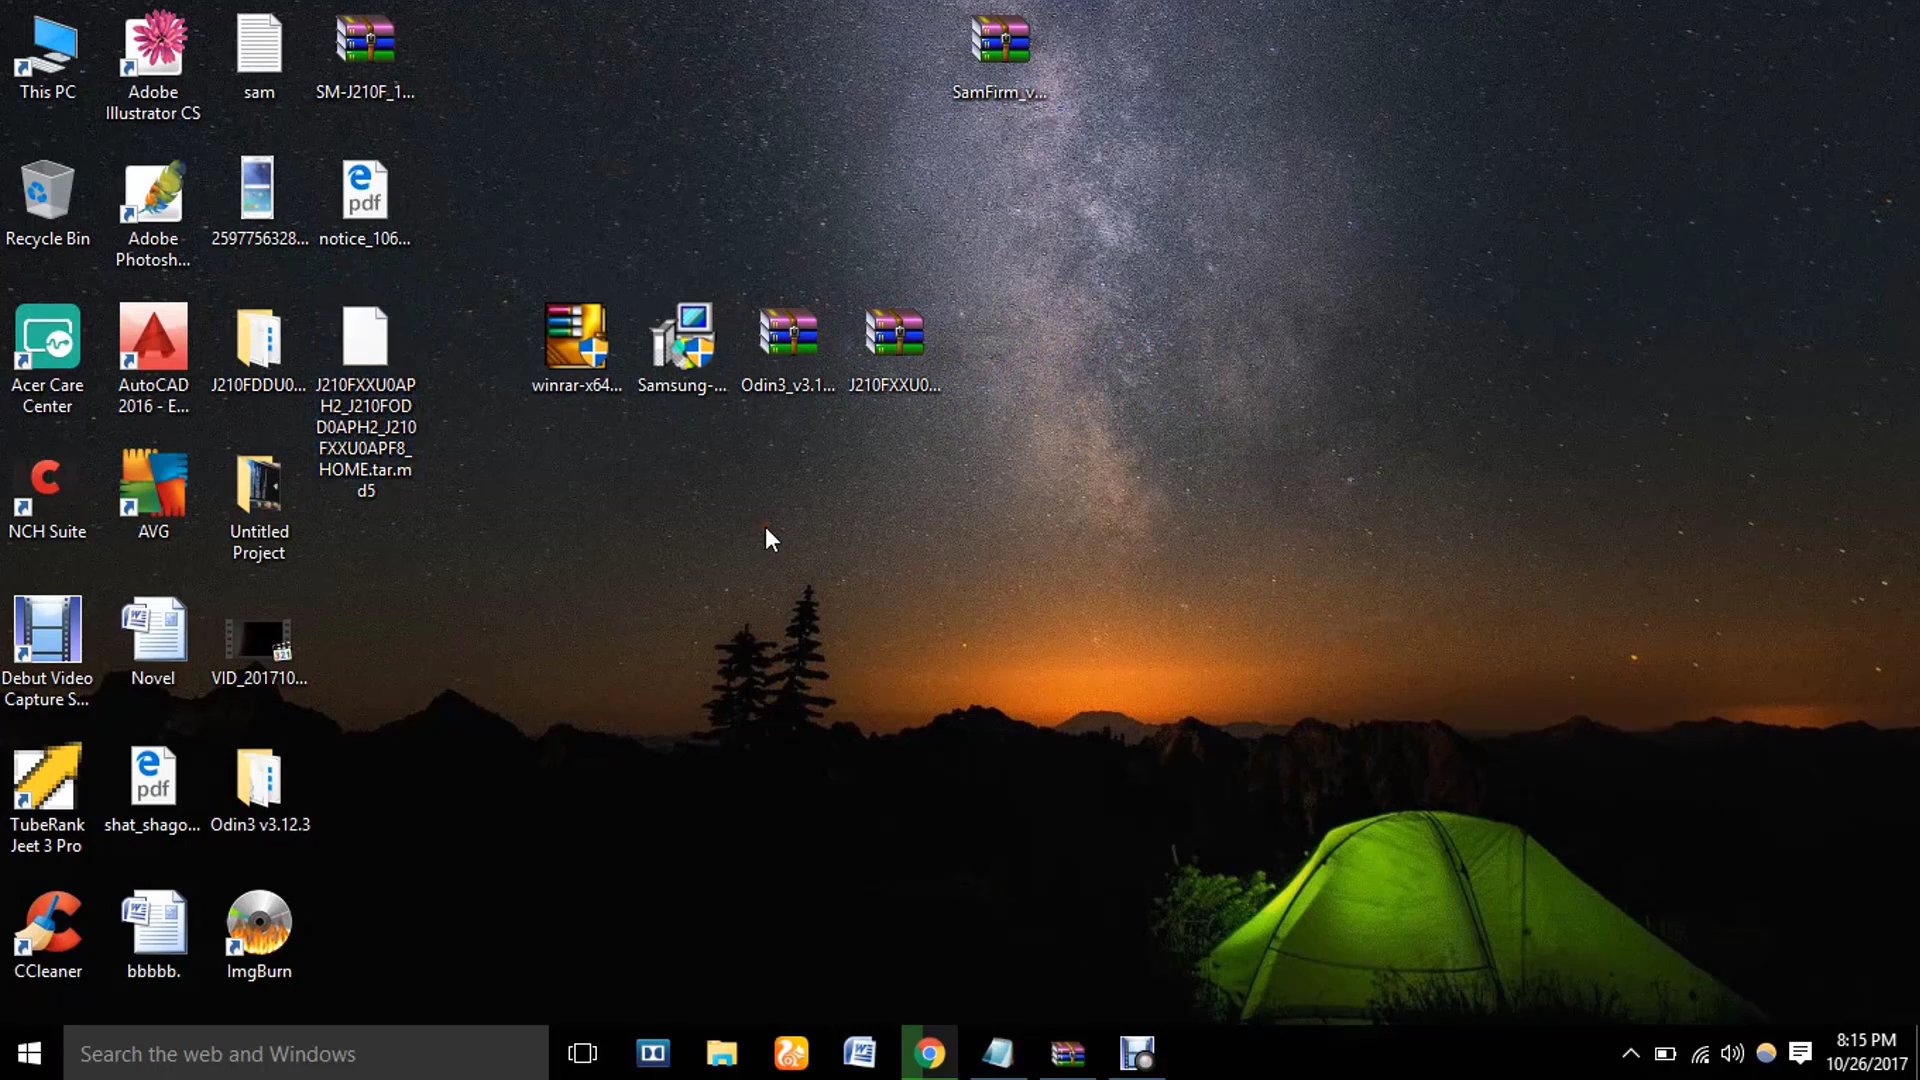 This PC
Adobe
Illustrator CS
sam
SM-J210F_1...
SamFirm_v...
Recycle Bin
Adobe
Photosh...
2597756328...
pdf
notice_106...
Acer Care
Center
AutoCAD
2016 - E...
J210FDDU0...
J210FXXU0AP
H2_J210FOD
D0APH2_J210
FXXU0APF8_
HOME.tar.m
d5
winrar-x64...
Samsung-...
Odin3_v3.1...
J210FXXU0...
NCH Suite
AVG
Untitled
Project
Debut Video
Capture S...
Novel
321
VID_201710...
TubeRank
Jeet 3 Pro
pdf
shat_shago...
Odin3 v3.12.3
CCleaner
bbbbb.
ImgBurn
Search the web and Windows
8:15 PM
10/26/2017